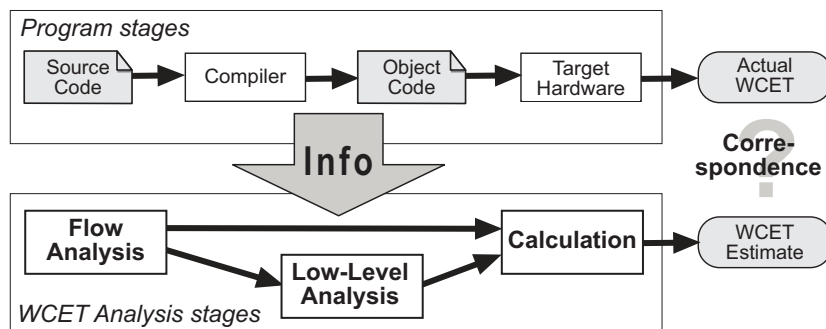 Program stages
Source
Code
Compiler
Object
Code
Target
Hardware
Actual
WCET
Info
?
Corre-
spondence
Flow
Analysis
Low-Level
Analysis
Calculation
WCET
Estimate
WCET Analysis stages